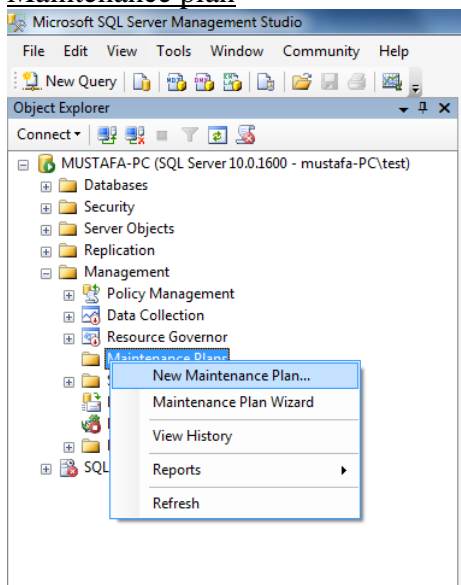 Maintenance plan
Microsoft SQL Server Management Studio
File Edit View Tools Window Community Help
New Query
Object Explorer
Connect
MUSTAFA-PC (SQL Server 10.0.1600 - mustafa-PC\test)
Databases
Security
Server Objects
Replication
Management
Policy Management
Data Collection
Resource Governor
Maintenance Plans
New Maintenance Plan...
Maintenance Plan Wizard
View History
SQL
Reports
Refresh